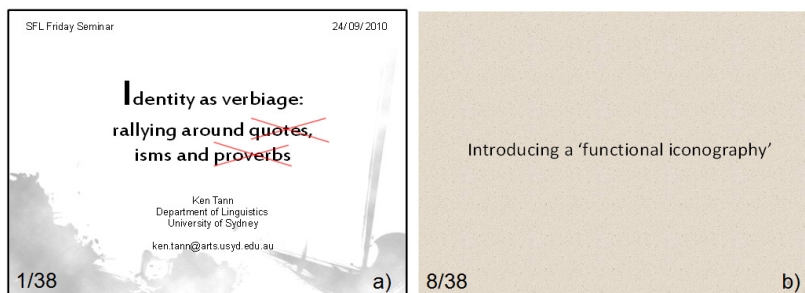 SFL Friday Seminar 24/09/2010
Identity as verbiage:
rallying around quotes,
isms and proverbs
Ken Tann
Department of Linguistics
University of Sydney
ken.tann@arts.usyd.edu.au
1/38 a)
Introducing a ‘functional iconography’
8/38 b)